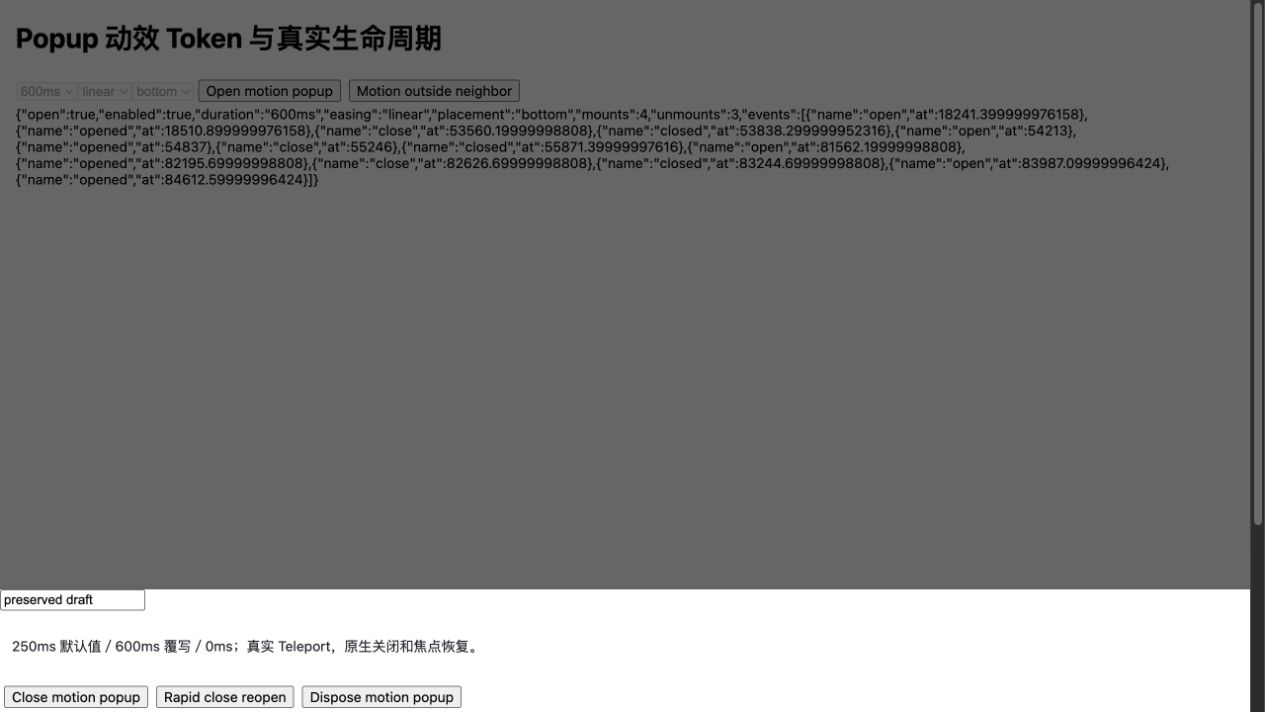 Popup 动效 Token 与真实生命周期
600ms linear bottom Open motion popup Motion outside neighbor
{"open":true,"enabled":true,"duration":"600ms","easing":"linear","placement":"bottom","mounts":4,"unmounts":3,"events":[{"name":"open","at":18241.399999976158},
{"name":"opened","at":18510.899999976158},{"name":"close","at":53560.19999998808},{"name":"closed","at":53838.299999952316},{"name":"open","at":54213},
{"name":"opened","at":54837},{"name":"close","at":55246},{"name":"closed","at":55871.39999997616},{"name":"open","at":81562.19999998808},
{"name":"opened","at":82195.69999998808},{"name":"close","at":82626.69999998808},{"name":"closed","at":83244.69999998808},{"name":"open","at":83987.09999996424},
{"name":"opened","at":84612.59999996424}]}
preserved draft
250ms 默认值 / 600ms 覆写 / 0ms；真实 Teleport，原生关闭和焦点恢复。
Close motion popup Rapid close reopen Dispose motion popup